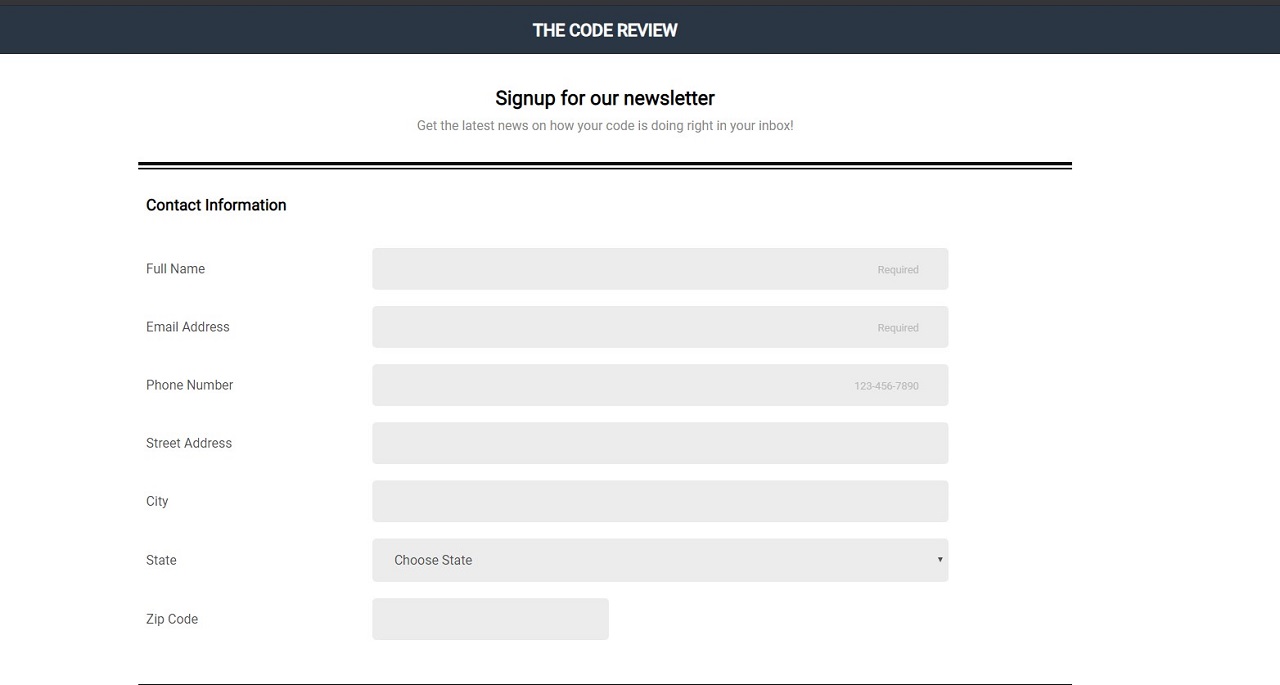 THE CODE REVIEW
Signup for our newsletter
Get the latest news on how your code is doing right in your inbox!
Contact Information
Full Name Required
Email Address Required
Phone Number 123-456-7890
Street Address
City
State Choose State
Zip Code